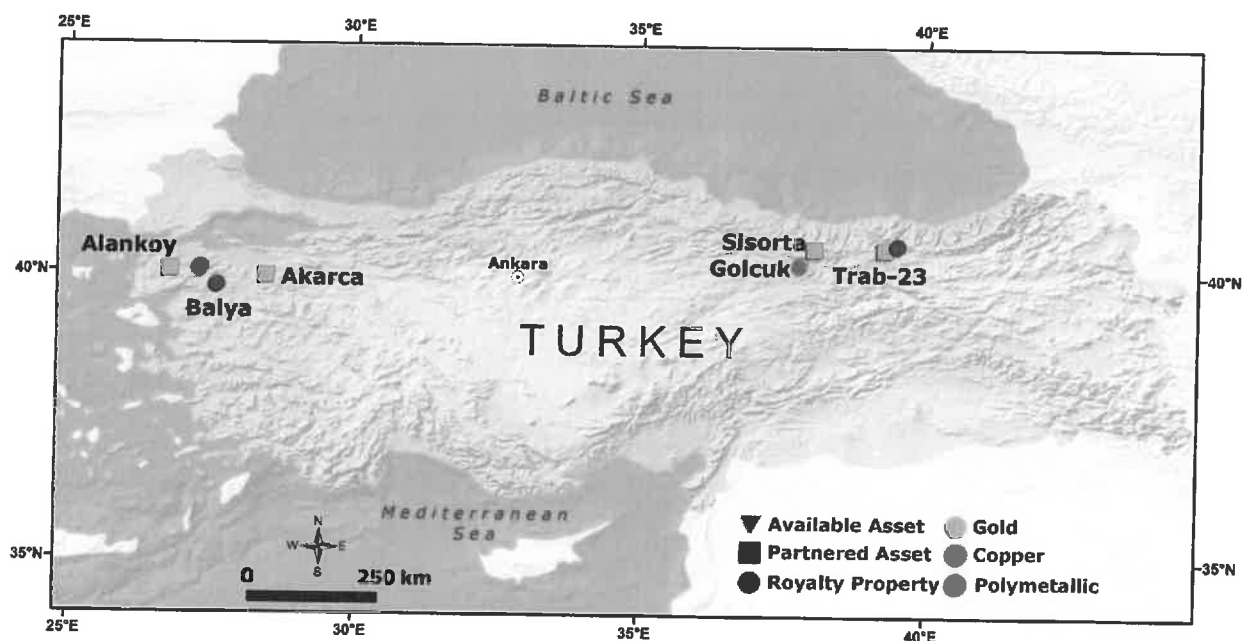 25°E 30°E 35°E 40°E
Baltic Sea
Alankoy
40°N
Balya
Akarca
Ankara
Sisorta
Golcuk
Trab-23
40°N
TURKEY
Mediterranean
Sea
N
W E
S
0 250 km
Available Asset Gold
Partnered Asset Copper
Royalty Property Polymetallic
35°N 35°N
25°E 30°E 35°E 40°E